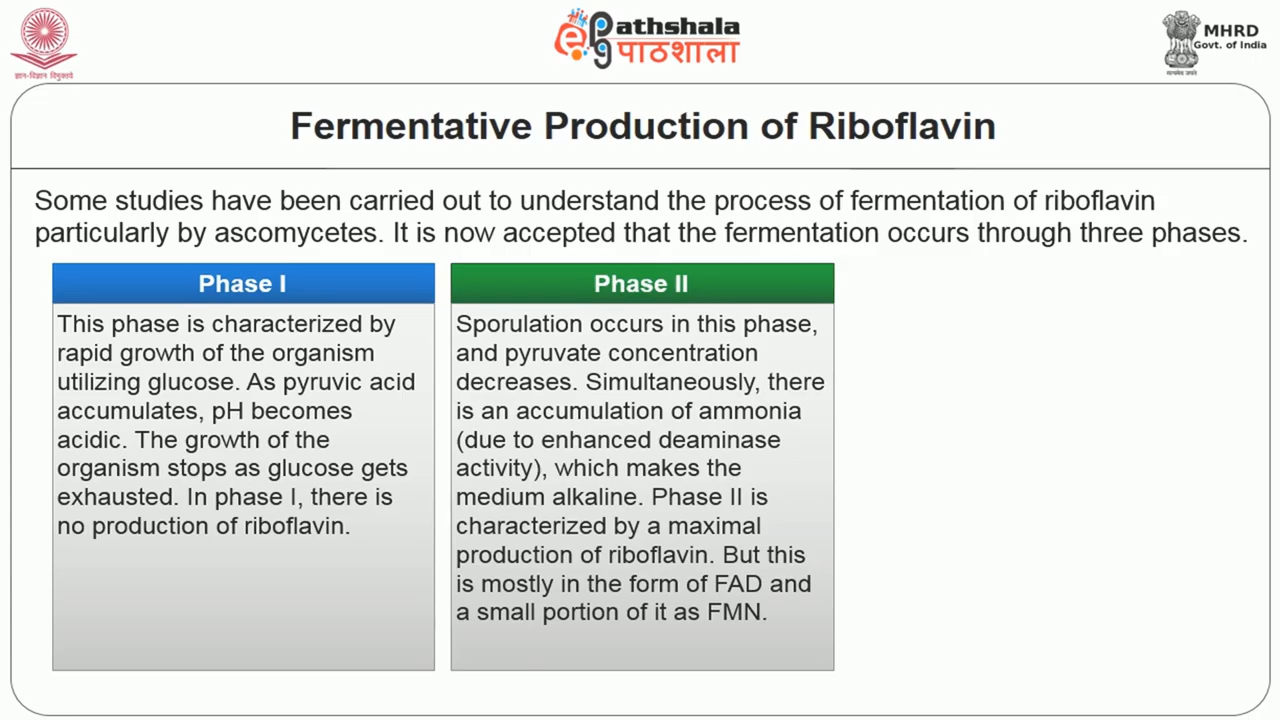 ज्ञान-विज्ञान विमुक्तये
ePathshala
पाठशाला
MHRD
Govt. of India
सत्यमेव जयते
Fermentative Production of Riboflavin
Some studies have been carried out to understand the process of fermentation of riboflavin
particularly by ascomycetes. It is now accepted that the fermentation occurs through three phases.
Phase I
This phase is characterized by
rapid growth of the organism
utilizing glucose. As pyruvic acid
accumulates, pH becomes
acidic. The growth of the
organism stops as glucose gets
exhausted. In phase I, there is
no production of riboflavin.
Phase II
Sporulation occurs in this phase,
and pyruvate concentration
decreases. Simultaneously, there
is an accumulation of ammonia
(due to enhanced deaminase
activity), which makes the
medium alkaline. Phase II is
characterized by a maximal
production of riboflavin. But this
is mostly in the form of FAD and
a small portion of it as FMN.